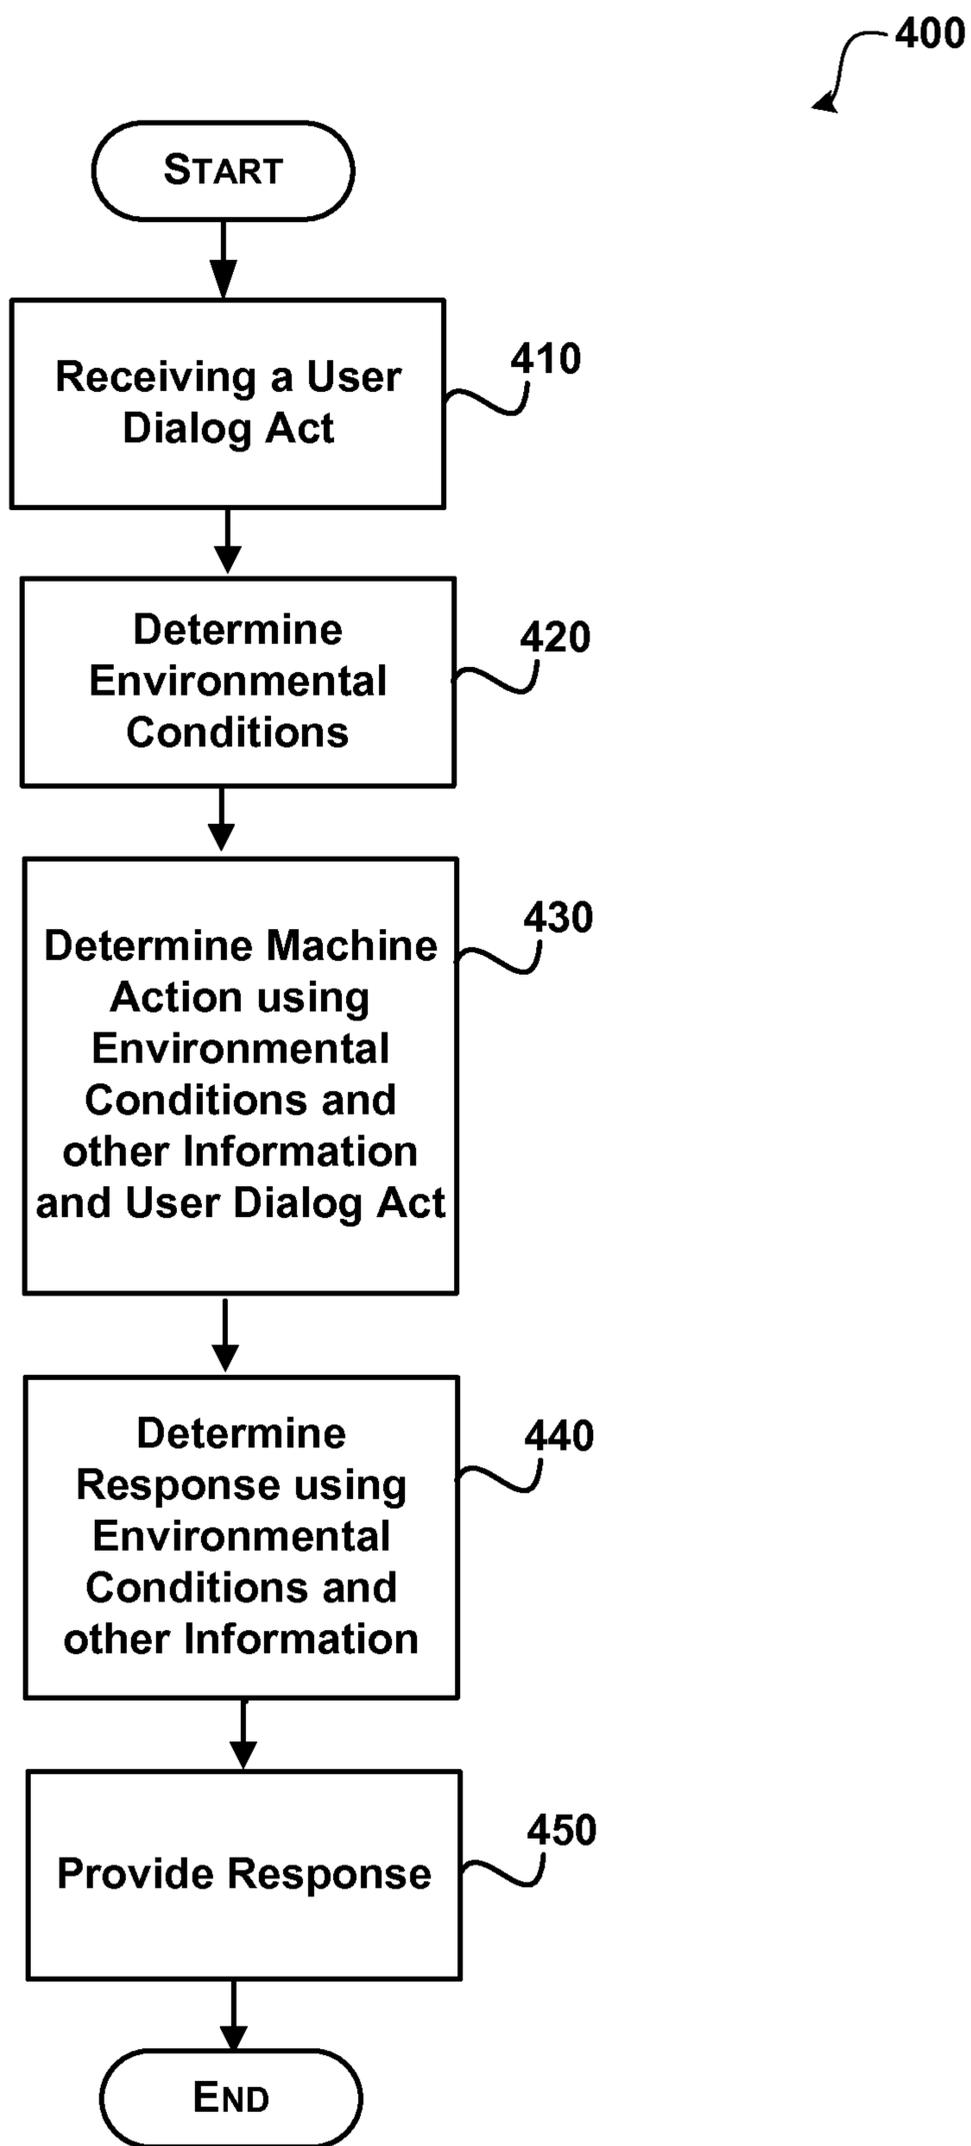 400
START
Receiving a User
Dialog Act
410
Determine
Environmental
Conditions
420
Determine Machine
Action using
Environmental
Conditions and
other Information
and User Dialog Act
430
Determine
Response using
Environmental
Conditions and
other Information
440
Provide Response
450
END